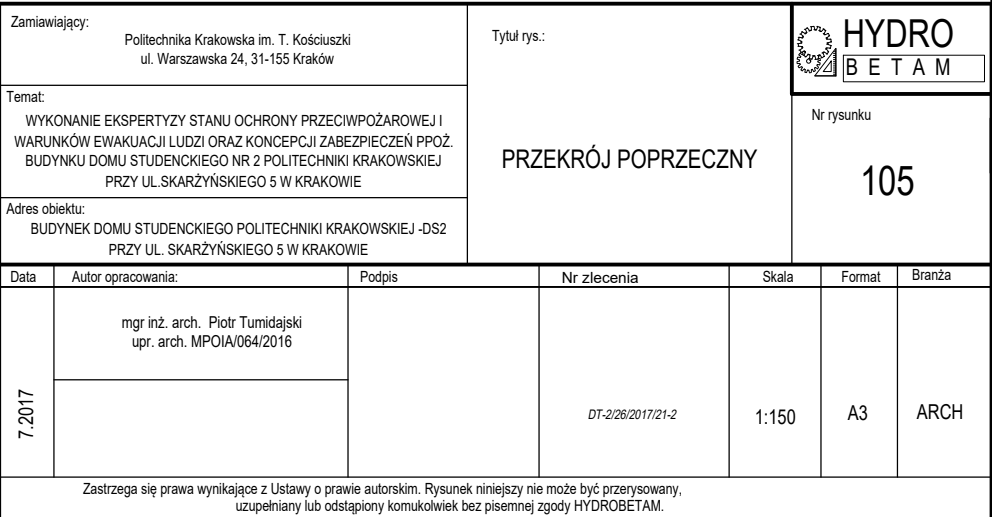 Zamawiający:
Politechnika Krakowska im. T. Kościuszki
ul. Warszawska 24, 31-155 Kraków
Temat:
WYKONANIE EKSPERTYZY STANU OCHRONY PRZECIWPOŻAROWEJ I
WARUNKÓW EWAKUACJI LUDZI ORAZ KONCEPCJI ZABEZPIECZEŃ PPOŻ.
BUDYNKU DOMU STUDENCKIEGO NR 2 POLITECHNIKI KRAKOWSKIEJ
PRZY UL.SKARŻYŃSKIEGO 5 W KRAKOWIE
Adres obiektu:
BUDYNEK DOMU STUDENCKIEGO POLITECHNIKI KRAKOWSKIEJ -DS2
PRZY UL. SKARŻYŃSKIEGO 5 W KRAKOWIE
Tytuł rys.:
PRZEKRÓJ POPRZECZNY
HYDRO
BETAM
Nr rysunku
105
Data
Autor opracowania:
Podpis
Nr zlecenia
Skala
Format
Branża
7.2017
mgr inż. arch. Piotr Tumidajski
upr. arch. MPOIA/064/2016
DT-2/26/2017/21-2
1:150
A3
ARCH
Zastrzega się prawa wynikające z Ustawy o prawie autorskim. Rysunek niniejszy nie może być przerysowany,
uzupełniany lub odstąpiony komukolwiek bez pisemnej zgody HYDROBETAM.